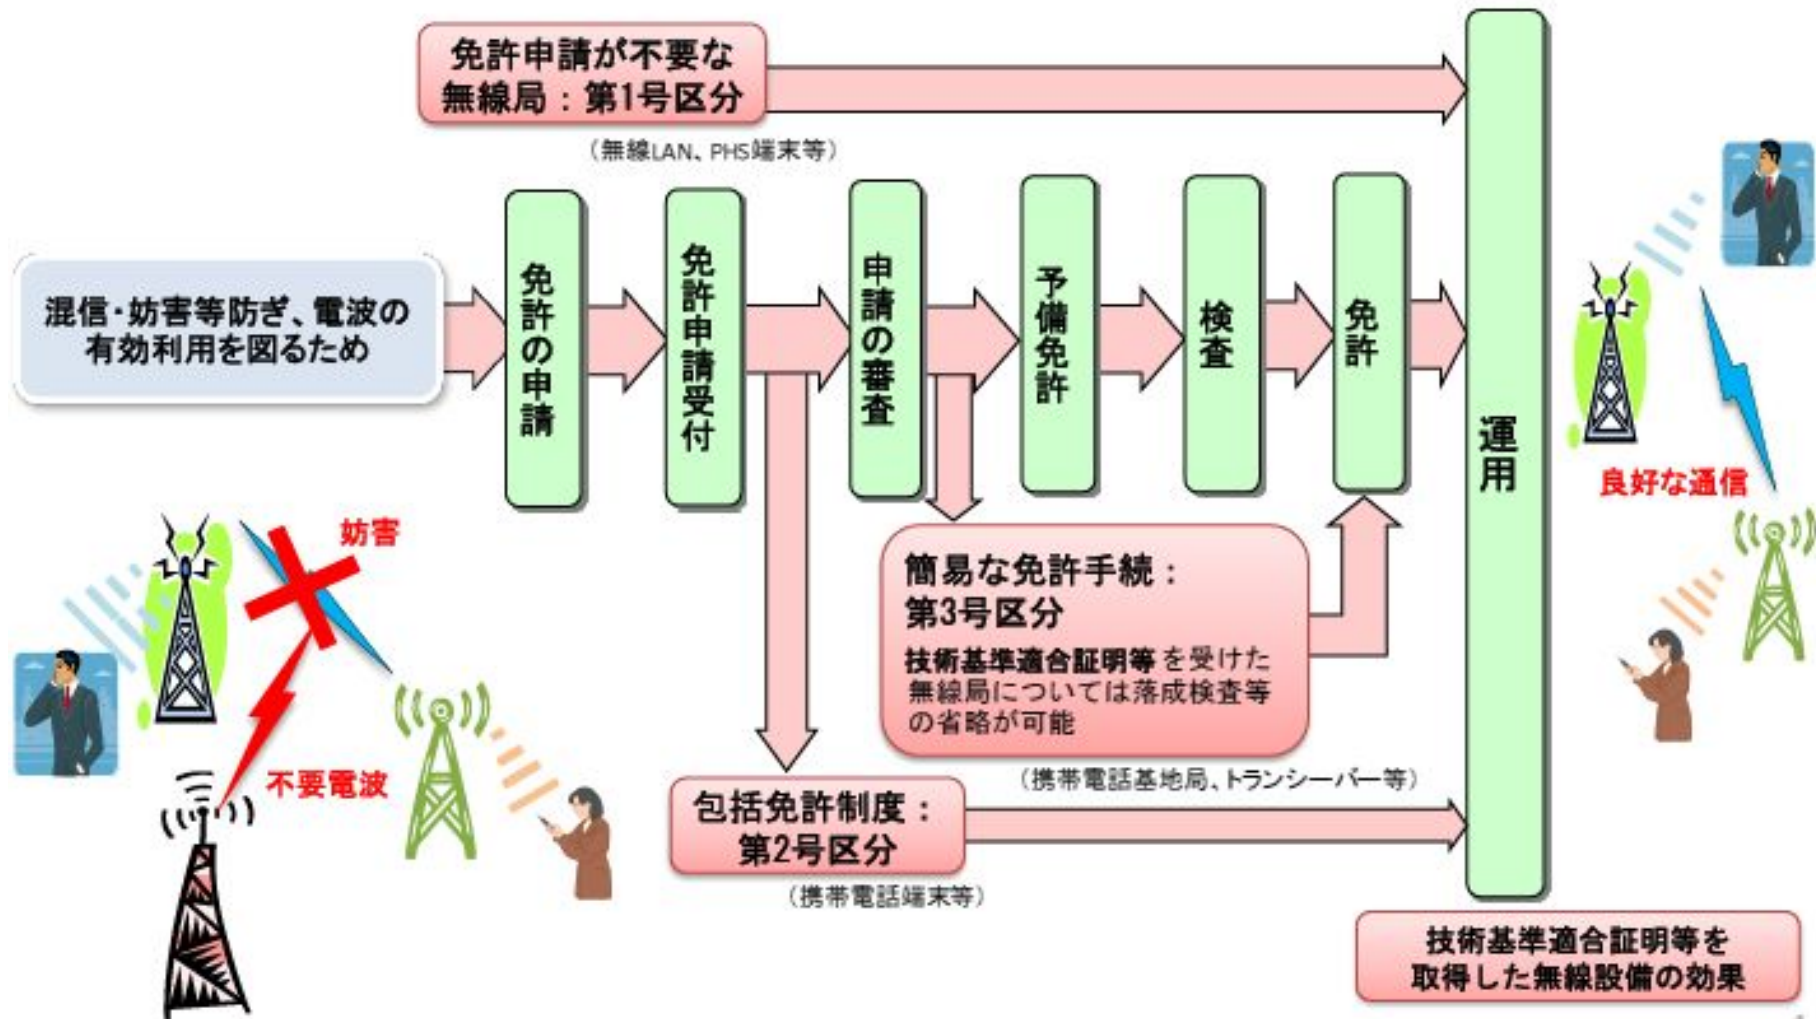 免許申請が不要な
無線局：第1号区分
（無線LAN、PHS端末等）
混信・妨害等防ぎ、電波の
有効利用を図るため
免許の申請
免許申請受付
申請の審査
予備免許
検査
免許
運用
良好な通信
妨害
不要電波
簡易な免許手続：
第3号区分
技術基準適合証明等を受けた
無線局については落成検査等
の省略が可能
（携帯電話基地局、トランシーバー等）
包括免許制度：
第2号区分
（携帯電話端末等）
技術基準適合証明等を
取得した無線設備の効果